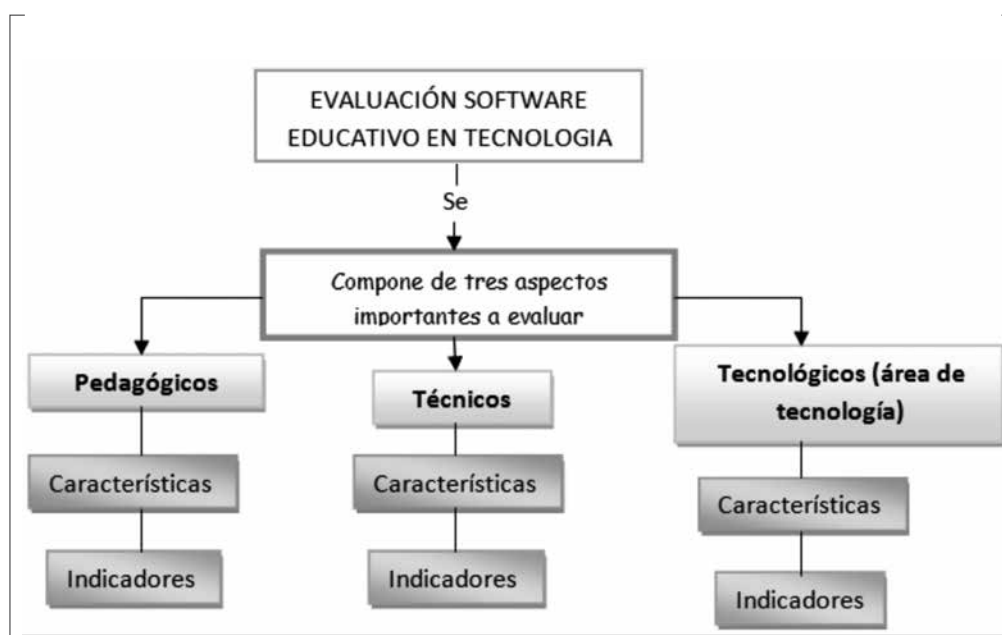 EVALUACIÓN SOFTWARE
EDUCATIVO EN TECNOLOGIA
Se
Compone de tres aspectos
importantes a evaluar
Pedagógicos
Técnicos
Tecnológicos (área de
tecnología)
Características
Características
Características
Indicadores
Indicadores
Indicadores